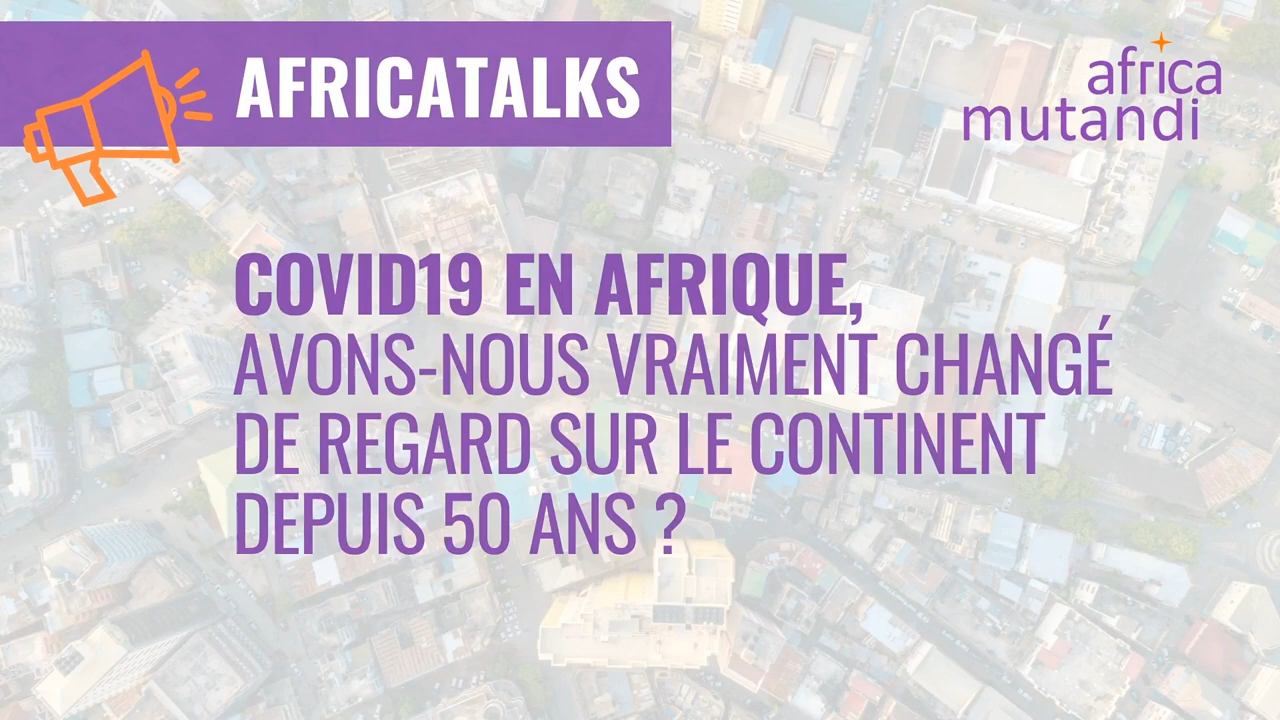 AFRICATALKS
africa
mutandi
COVID19 EN AFRIQUE,
AVONS-NOUS VRAIMENT CHANGÉ
DE REGARD SUR LE CONTINENT
DEPUIS 50 ANS ?